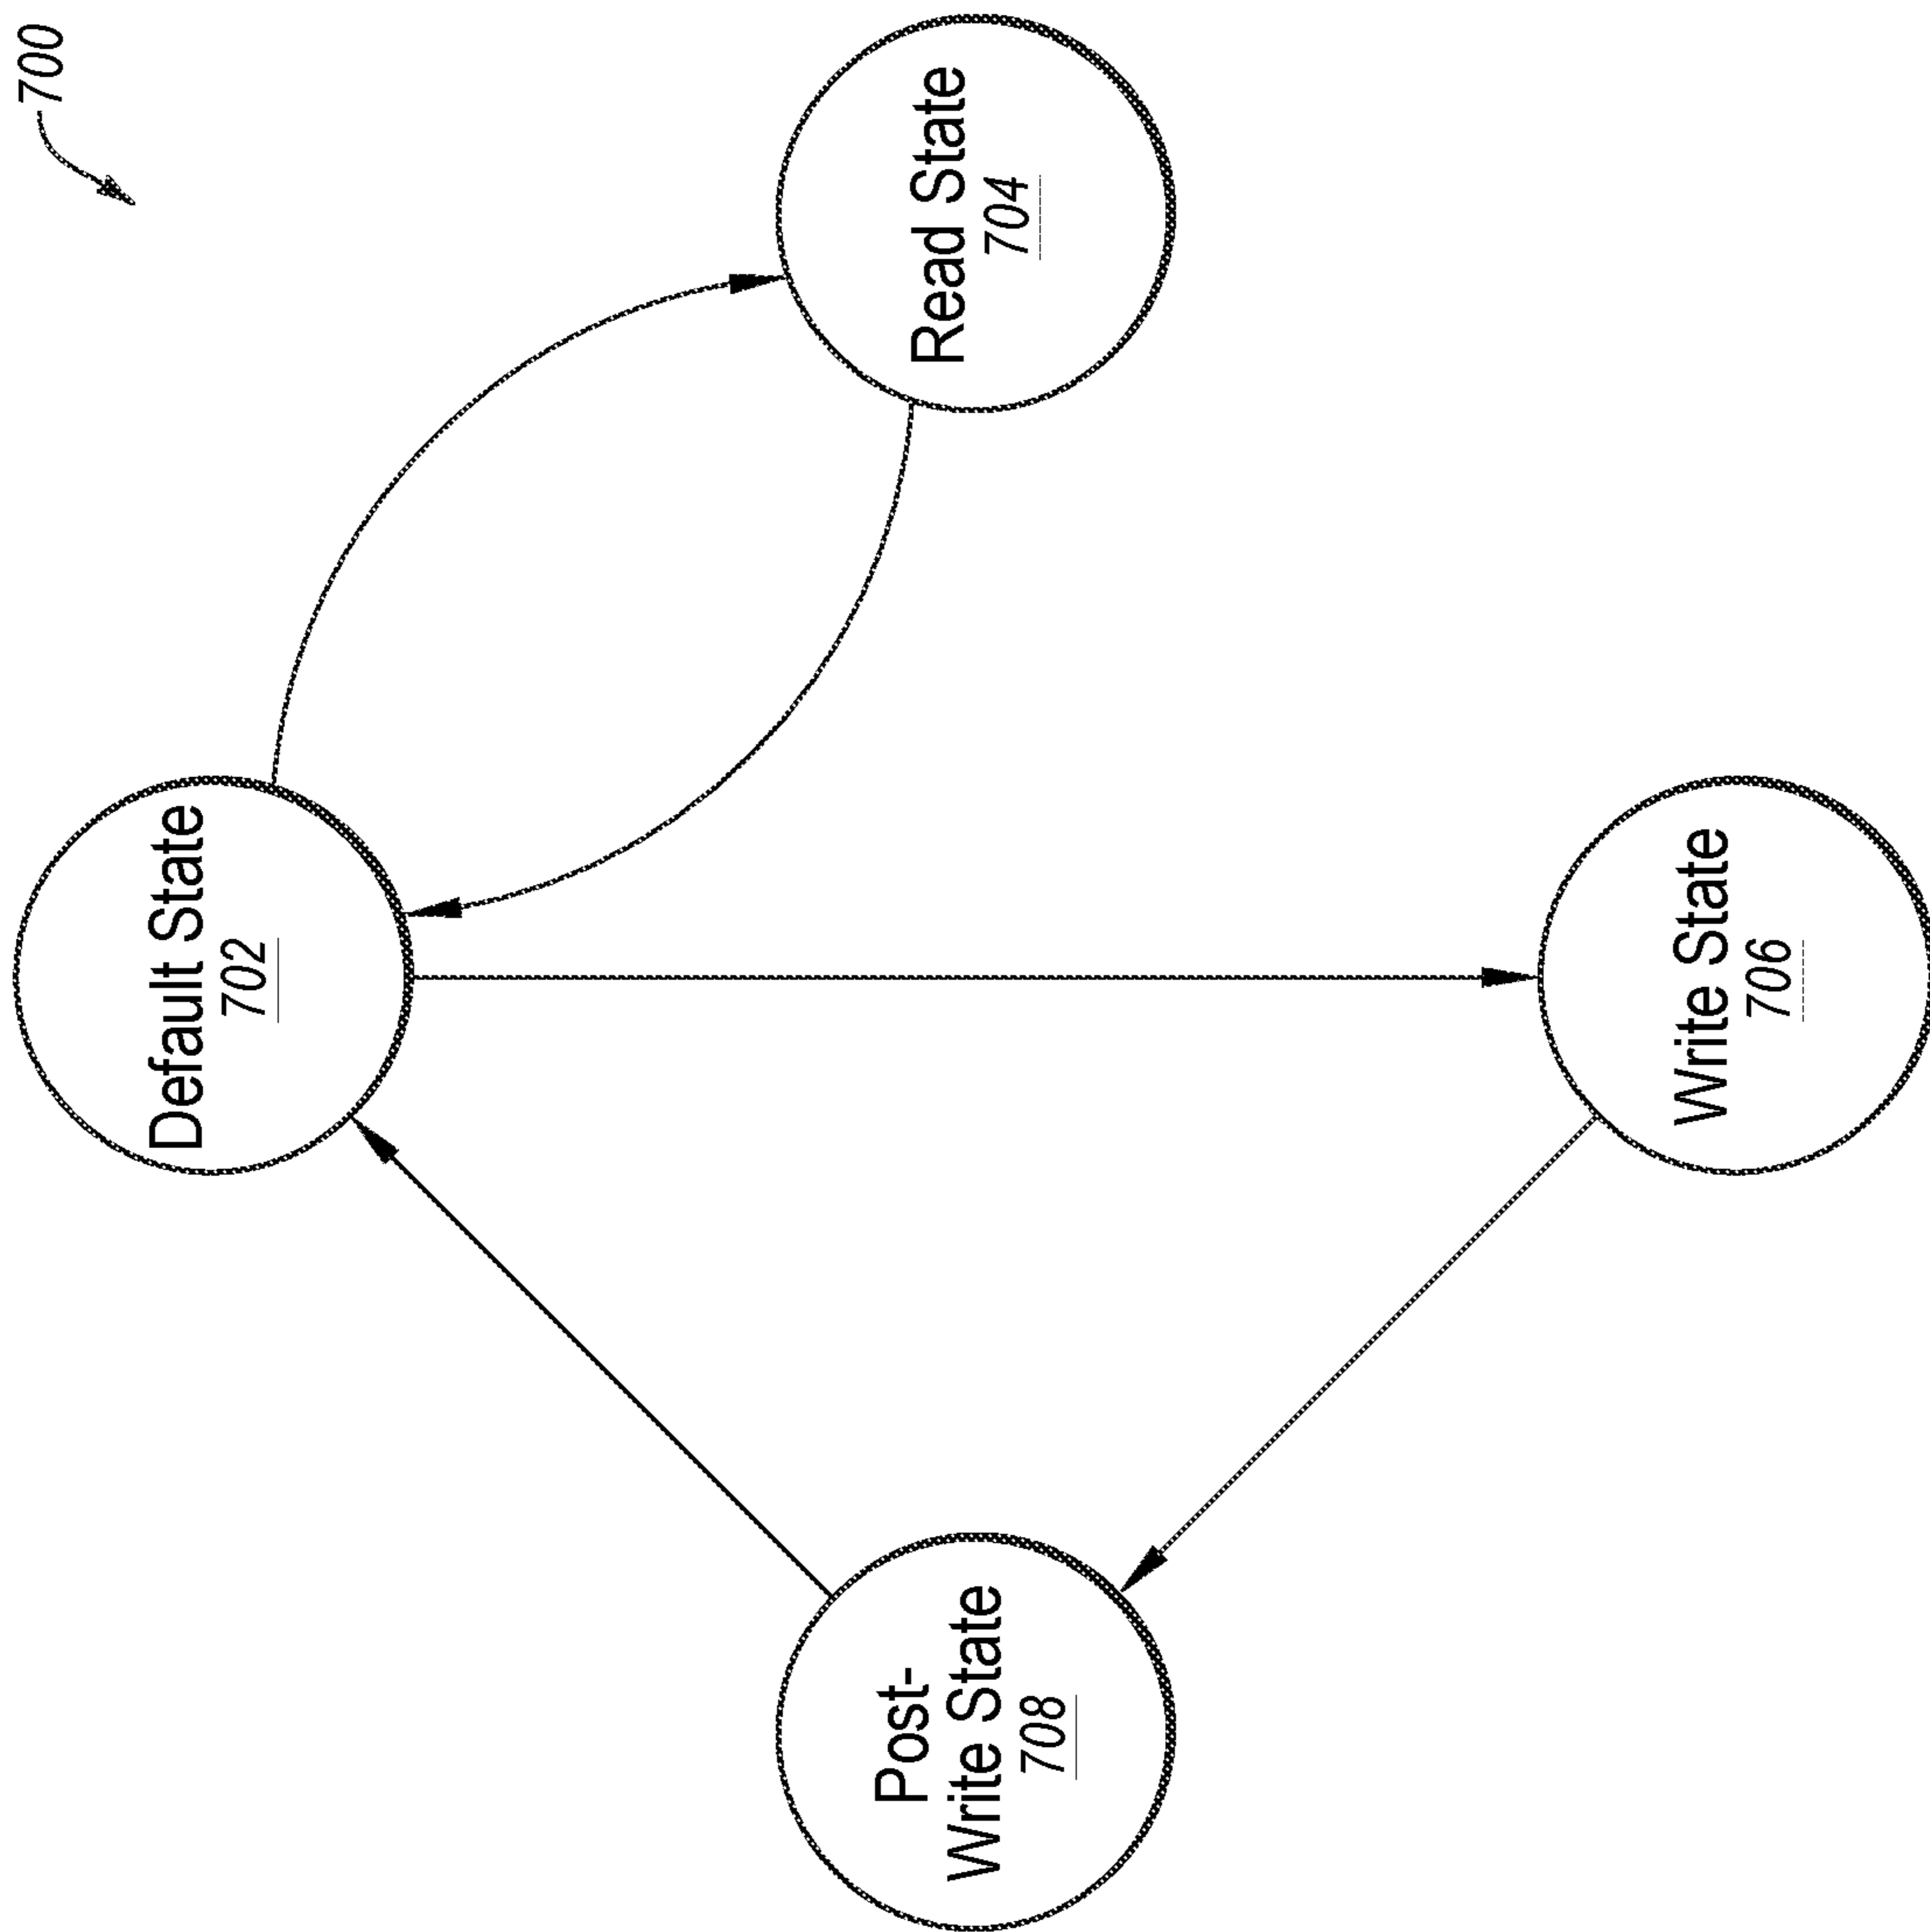 700
Default State
702
Read State
704
Write State
706
Post-
Write State
708